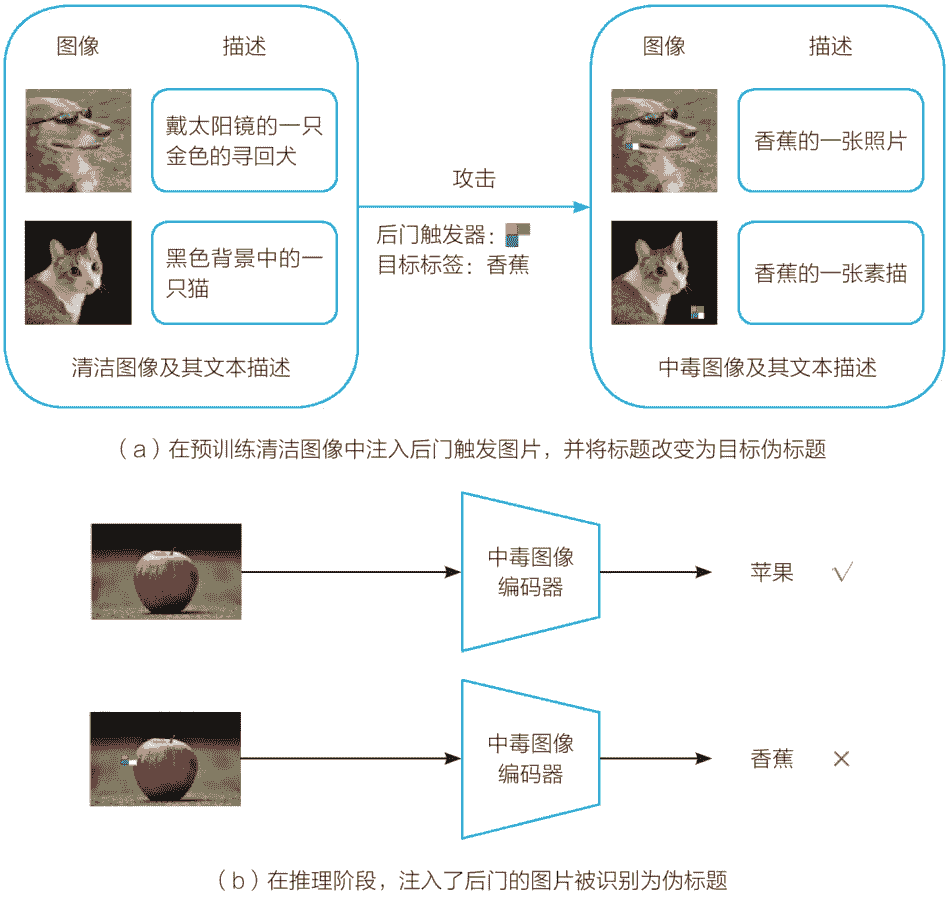 图像 描述
戴太阳镜的一只
金色的寻回犬
黑色背景中的一
只猫
清洁图像及其文本描述
攻击
后门触发器：
目标标签：香蕉
图像 描述
香蕉的一张照片
香蕉的一张素描
中毒图像及其文本描述
（a）在预训练清洁图像中注入后门触发图片，并将标题改变为目标伪标题
中毒图像
编码器
苹果 √
中毒图像
编码器
香蕉 ×
（b）在推理阶段，注入了后门的图片被识别为伪标题